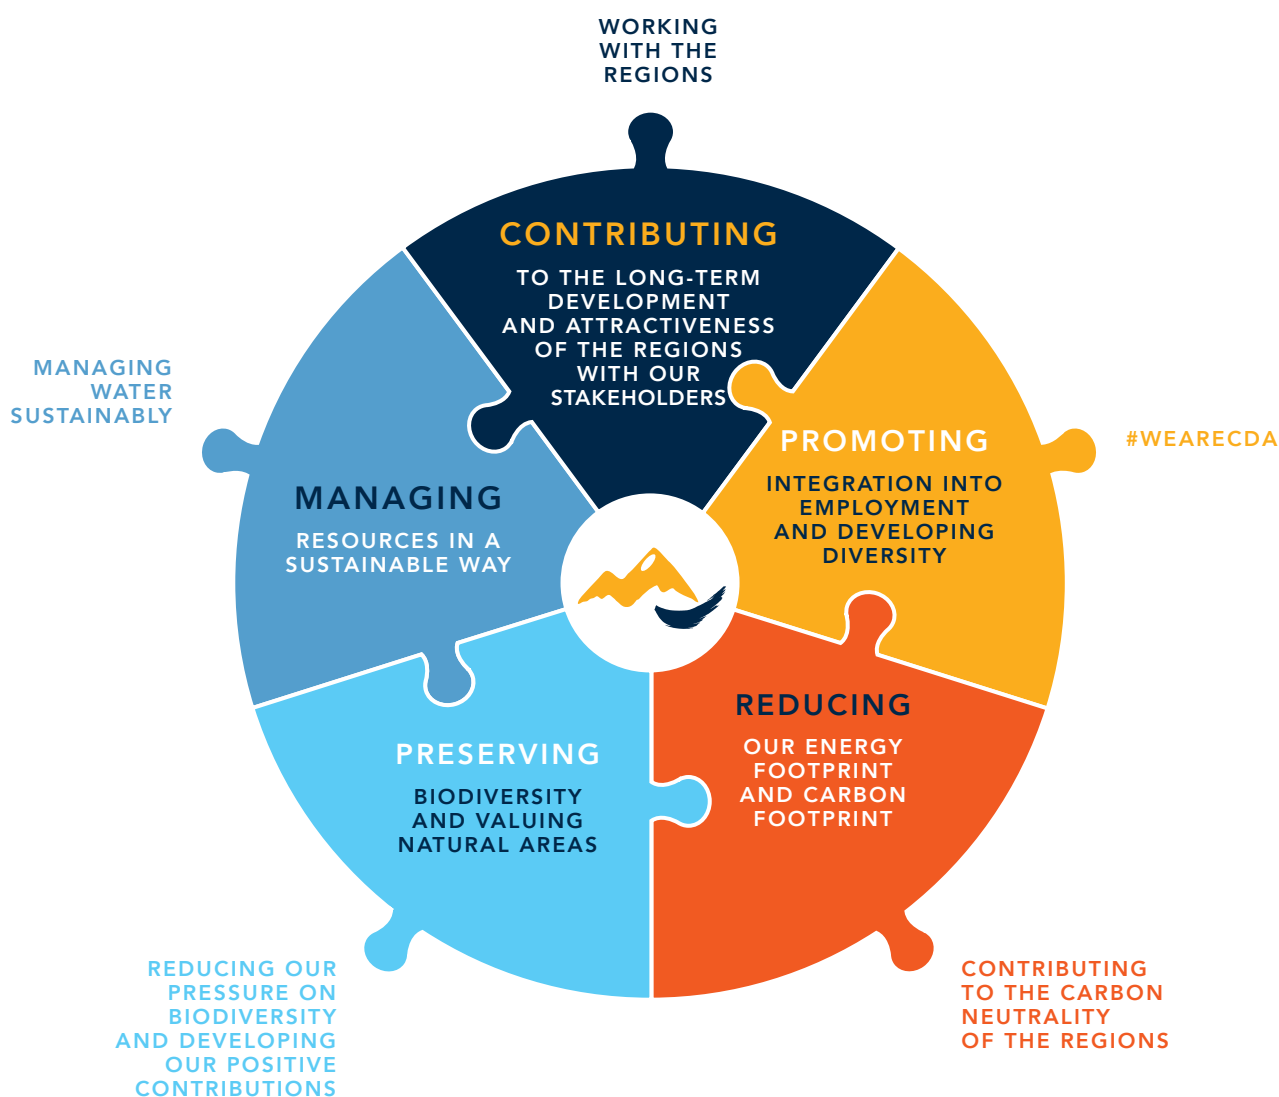 WORKING
WITH THE
REGIONS
CONTRIBUTING
TO THE LONG-TERM
DEVELOPMENT
AND ATTRACTIVENESS
OF THE REGIONS
WITH OUR
STAKEHOLDERS
MANAGING
WATER
SUSTAINABLY
#WEARECDA
PROMOTING
INTEGRATION INTO
EMPLOYMENT
AND DEVELOPING
DIVERSITY
MANAGING
RESOURCES IN A
SUSTAINABLE WAY
REDUCING
OUR ENERGY
FOOTPRINT
AND CARBON
FOOTPRINT
PRESERVING
BIODIVERSITY
AND VALUING
NATURAL AREAS
REDUCING OUR
PRESSURE ON
BIODIVERSITY
AND DEVELOPING
OUR POSITIVE
CONTRIBUTIONS
CONTRIBUTING
TO THE CARBON
NEUTRALITY
OF THE REGIONS